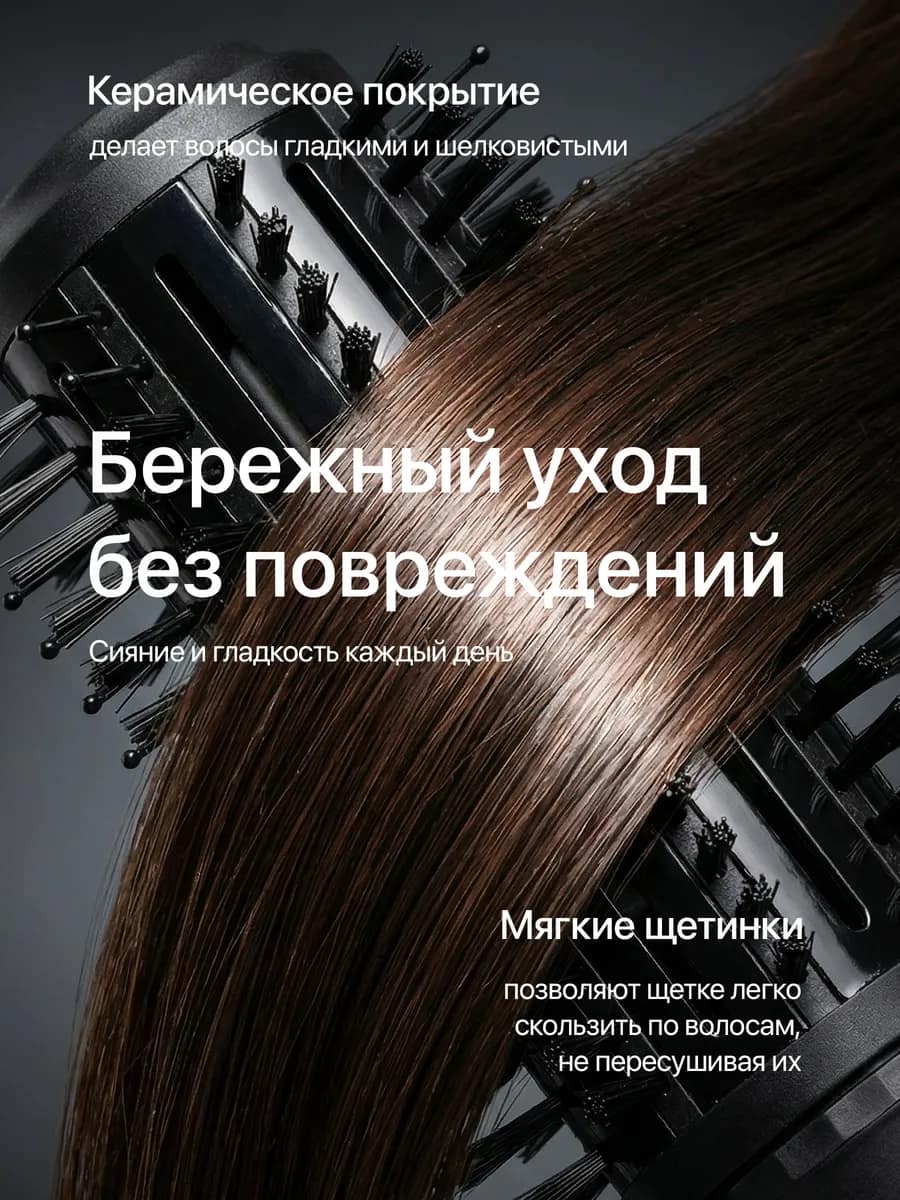 Керамическое покрытие
делает волосы гладкими и шелковистыми
Бережный уход
без повреждений
Сияние и гладкость каждый день
Мягкие щетинки
позволяют щетке легко
скользить по волосам,
не пересушивая их